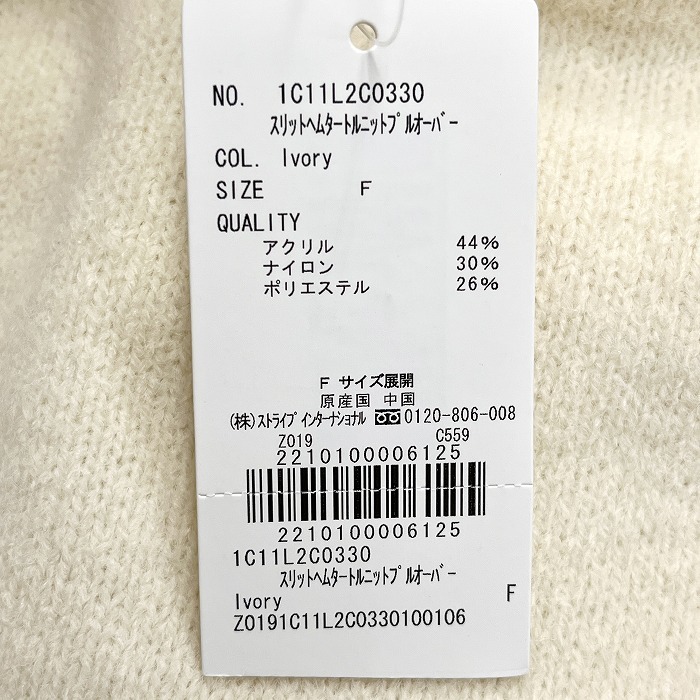 NO. 1C11L2C0330
ｽﾘｯﾄﾍﾑﾀｰﾄﾙﾆｯﾄﾌﾟﾙｵｰﾊﾞｰ
COL. Ivory
SIZE F
QUALITY
アクリル 44%
ナイロン 30%
ポリエステル 26%
F サイズ展開
原産国 中国
(株)ストライプインターナショナル 0120-806-008
Z019 C559
2210100006125
2210100006125
1C11L2C0330
ｽﾘｯﾄﾍﾑﾀｰﾄﾙﾆｯﾄﾌﾟﾙｵｰﾊﾞｰ
Ivory F
Z0191C11L2C0330100106